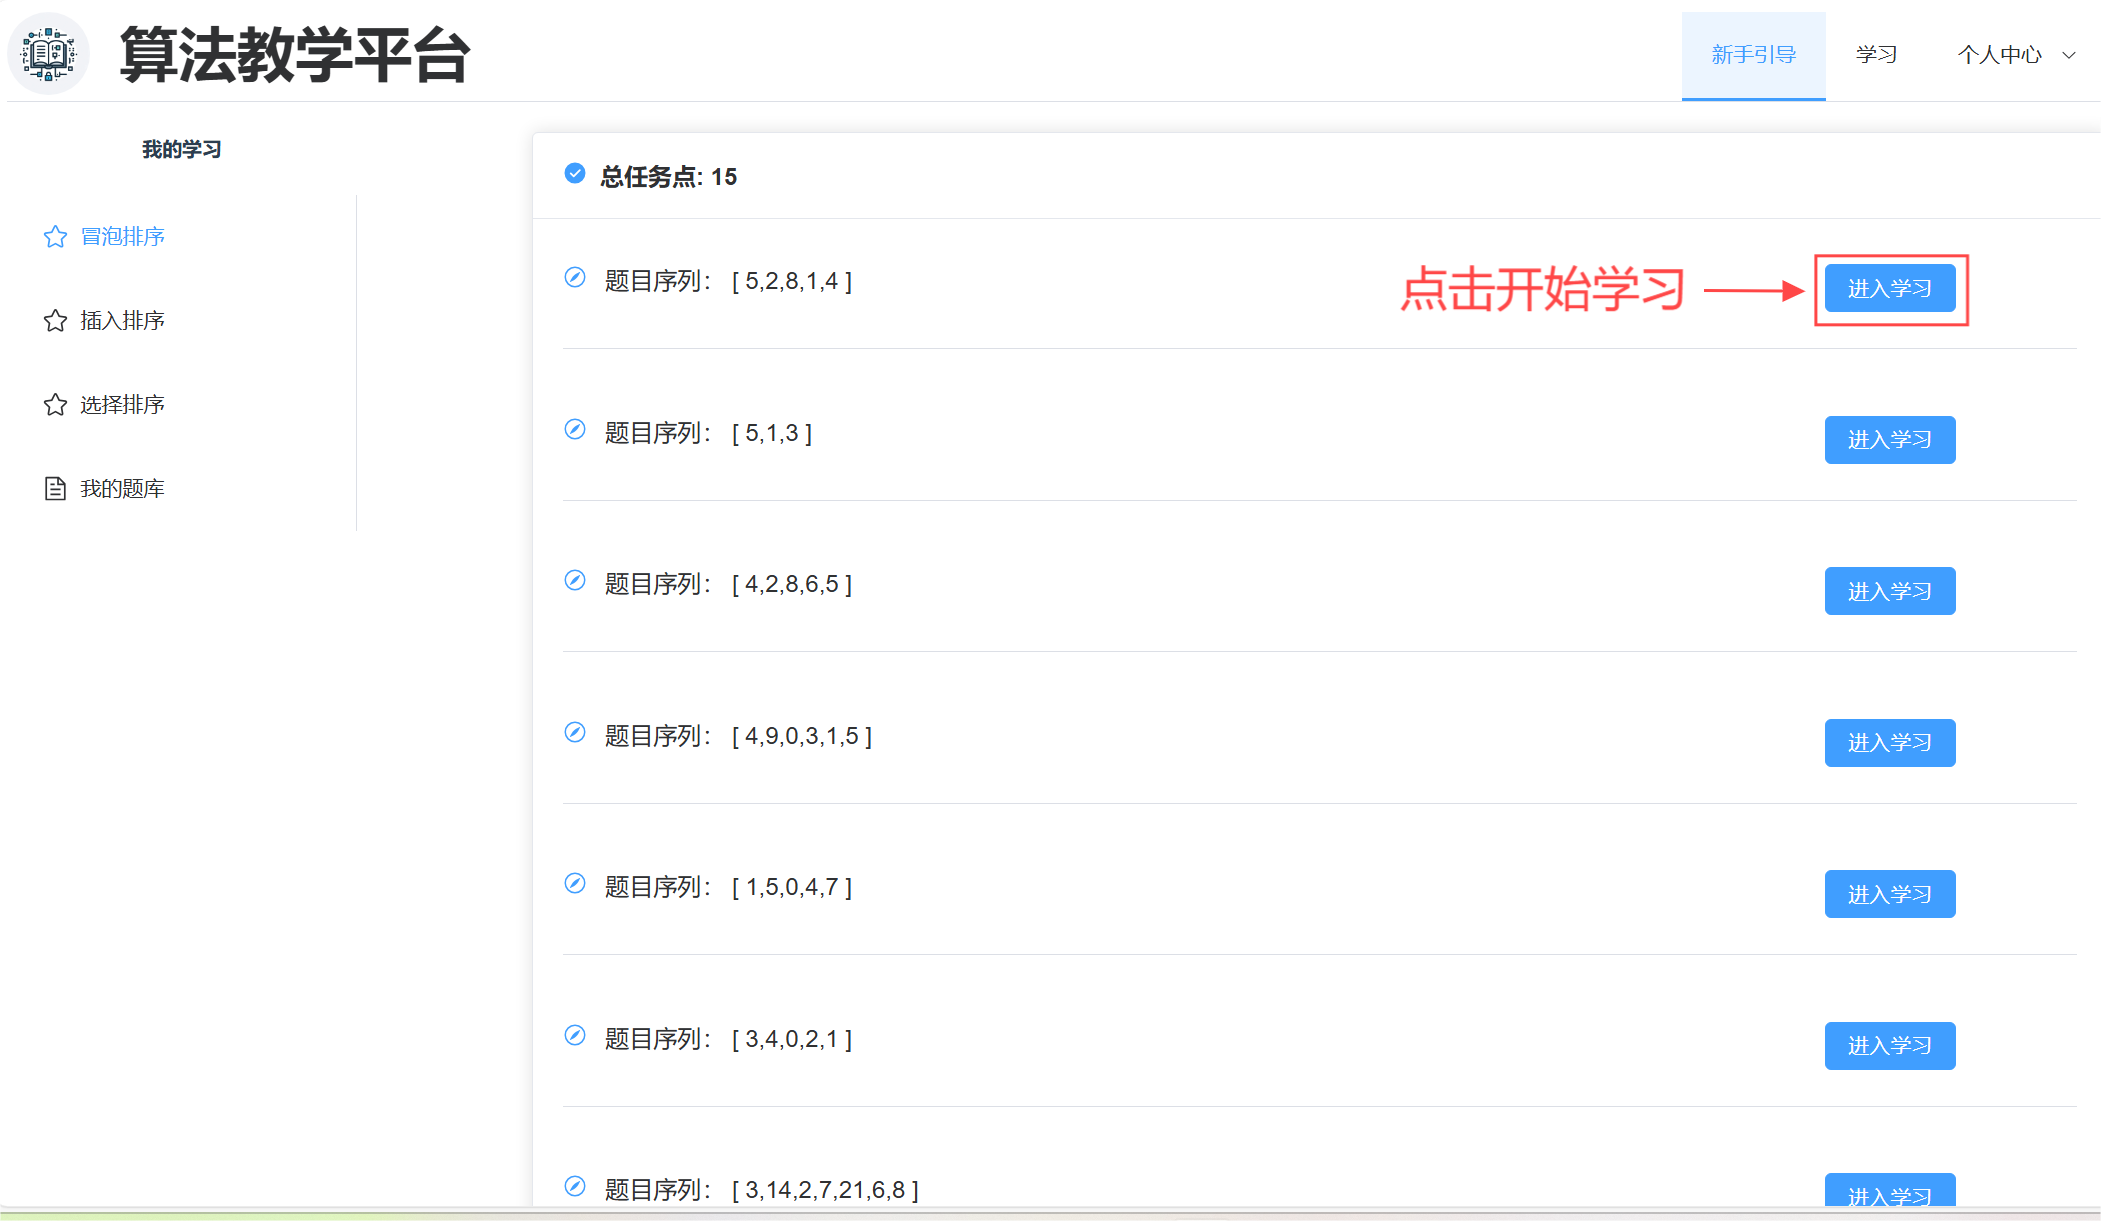 算法教学平台
新手引导
学习
个人中心
我的学习
冒泡排序
插入排序
选择排序
我的题库
总任务点: 15
题目序列： [ 5,2,8,1,4 ]
点击开始学习
进入学习
题目序列： [ 5,1,3 ]
进入学习
题目序列： [ 4,2,8,6,5 ]
进入学习
题目序列： [ 4,9,0,3,1,5 ]
进入学习
题目序列： [ 1,5,0,4,7 ]
进入学习
题目序列： [ 3,4,0,2,1 ]
进入学习
题目序列： [ 3,14,2,7,21,6,8 ]
进入学习